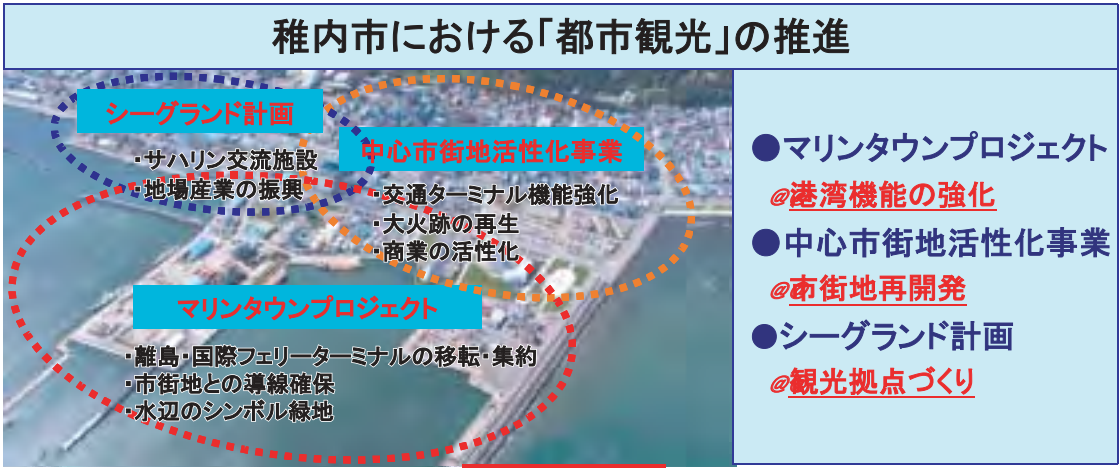 稚内市における「都市観光」の推進
シーグランド計画
・サハリン交流施設
・地場産業の振興
中心市街地活性化事業
・交通ターミナル機能強化
・大火跡の再生
・商業の活性化
マリンタウンプロジェクト
・離島・国際フェリーターミナルの移転・集約
・市街地との導線確保
・水辺のシンボル緑地
●マリンタウンプロジェクト
@港湾機能の強化
●中心市街地活性化事業
@市街地再開発
●シーグランド計画
@観光拠点づくり